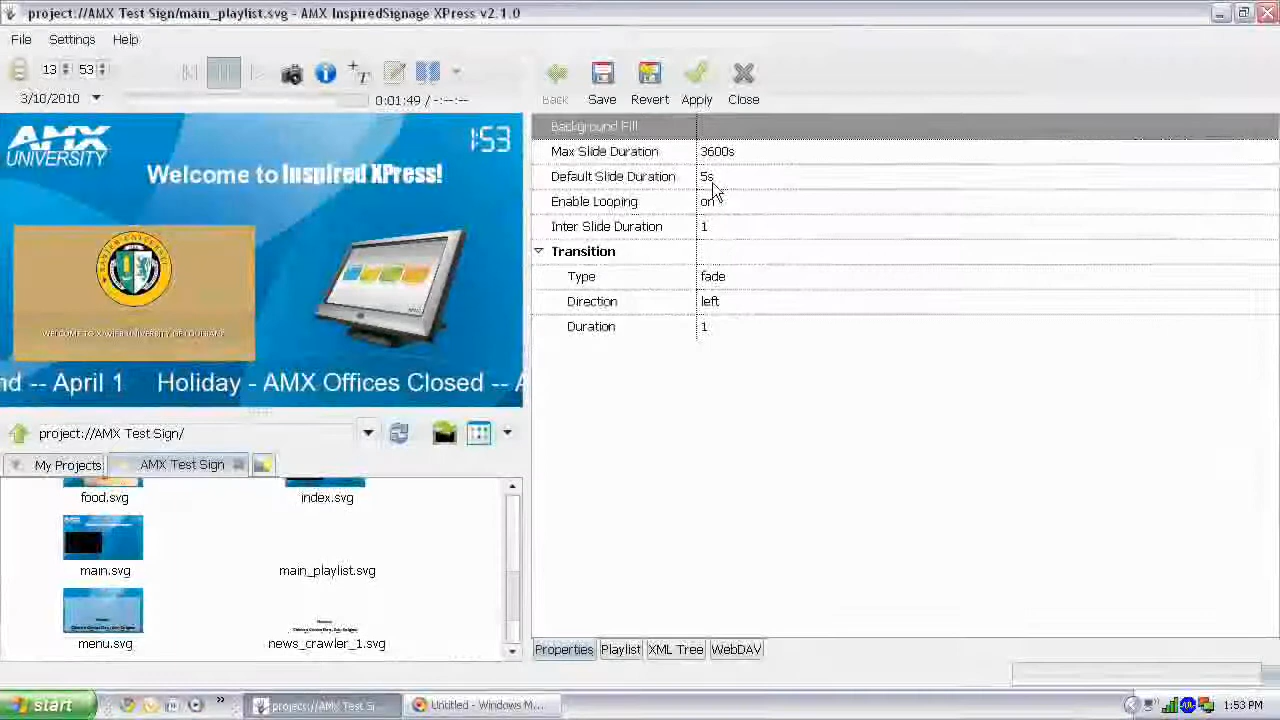 project://AMX Test Sign/main_playlist.svg - AMX InspiredSignage XPress v2.1.0
File Settings Help
13 53
3/10/2010
0:01:49 / -:--:--
Back Save Revert Apply Close
AMX
UNIVERSITY
1:53
Welcome to Inspired XPress!
nd -- April 1 Holiday - AMX Offices Closed -- A
project://AMX Test Sign/
My Projects AMX Test Sign
food.svg index.svg
main.svg main_playlist.svg
menu.svg news_crawler_1.svg
Background Fill
Max Slide Duration 3600s
Default Slide Duration 5s
Enable Looping on
Inter Slide Duration 1
Transition
Type fade
Direction left
Duration 1
Properties Playlist XML Tree WebDAV
start project://AMX Test Si... Untitled - Windows M... 1:53 PM